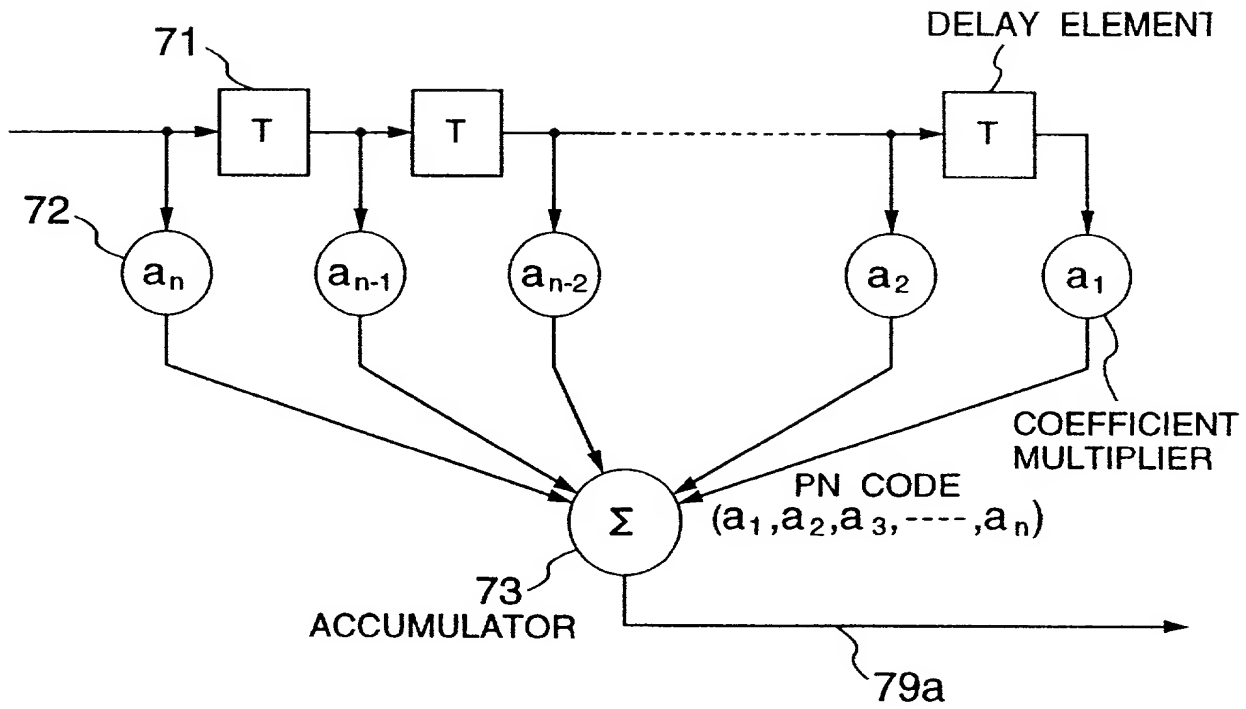 71
DELAY ELEMENT
T
T
T
72
aₙ
aₙ₋₁
aₙ₋₂
a₂
a₁
COEFFICIENT
MULTIPLIER
PN CODE
(a₁,a₂,a₃,----,aₙ)
Σ
73
ACCUMULATOR
79a